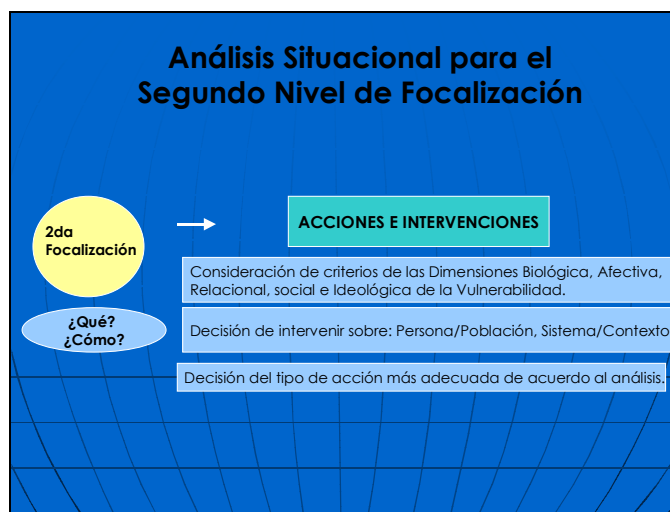 Análisis Situacional para el
Segundo Nivel de Focalización
2da
Focalización
ACCIONES E INTERVENCIONES
Consideración de criterios de las Dimensiones Biológica, Afectiva,
Relacional, social e Ideológica de la Vulnerabilidad.
¿Qué?
¿Cómo?
Decisión de intervenir sobre: Persona/Población, Sistema/Contexto
Decisión del tipo de acción más adecuada de acuerdo al análisis.